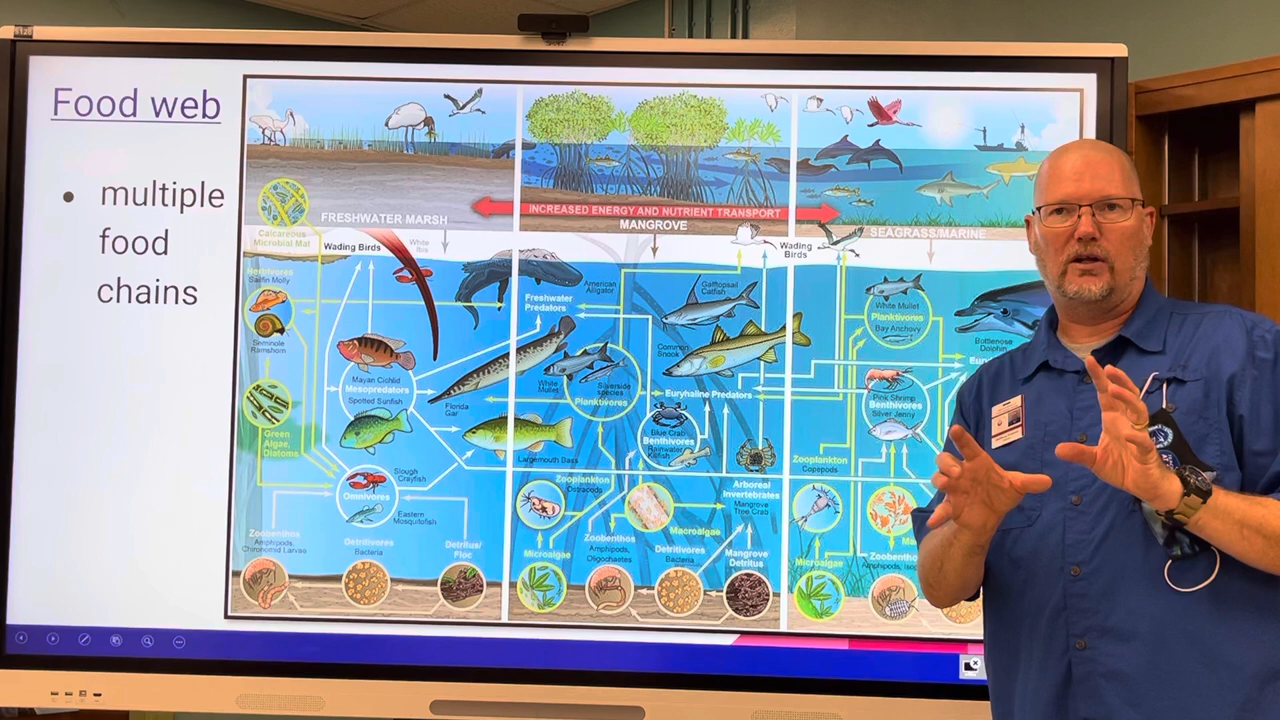 Food web
• multiple
food
chains
FRESHWATER MARSH
INCREASED ENERGY AND NUTRIENT TRANSPORT
MANGROVE
SEAGRASS/MARINE
Calcareous
Microbial Mat
Wading Birds
White
Ibis
Wading
Birds
Herbivores
Sailfin Molly
Seminole
Ramshorn
American
Alligator
Freshwater
Predators
Gafftopsail
Catfish
White Mullet
Planktivores
Bay Anchovy
Bottlenose
Dolphin
Mayan Cichlid
Mesopredators
Spotted Sunfish
Florida
Gar
White
Mullet
Silverside
species
Planktivores
Common
Snook
Euryhaline Predators
Pink Shrimp
Benthivores
Silver Jenny
Blue Crab
Benthivores
Rainwater
Killifish
Green
Algae,
Diatoms
Largemouth Bass
Slough
Crayfish
Omnivores
Eastern
Mosquitofish
Zooplankton
Ostracods
Arboreal
Invertebrates
Mangrove
Tree Crab
Zooplankton
Copepods
Macroalgae
Zoobenthos
Amphipods,
Chironomid Larvae
Detritivores
Bacteria
Detritus/
Floc
Microalgae
Zoobenthos
Amphipods,
Oligochaetes
Detritivores
Bacteria
Mangrove
Detritus
Microalgae
Zoobenthos
Amphipods,